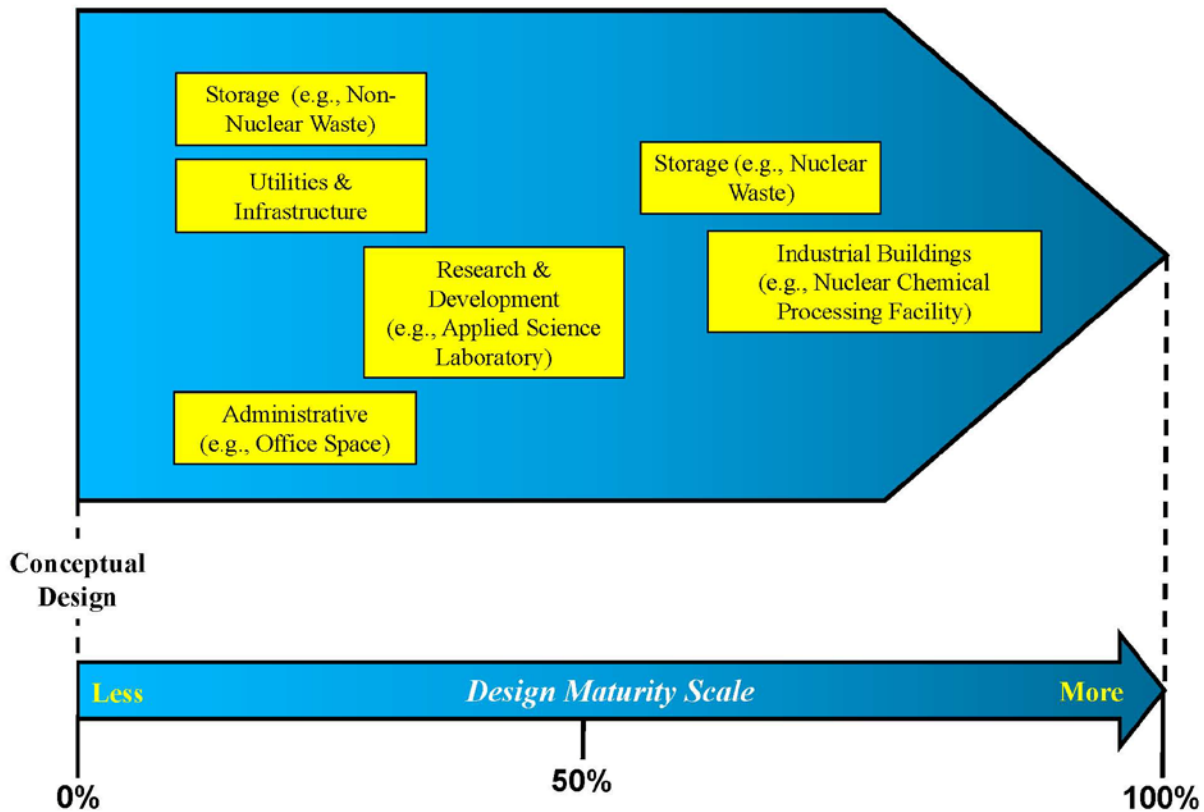 Storage (e.g., Non-
Nuclear Waste)
Utilities &
Infrastructure
Storage (e.g., Nuclear
Waste)
Industrial Buildings
(e.g., Nuclear Chemical
Processing Facility)
Research &
Development
(e.g., Applied Science
Laboratory)
Administrative
(e.g., Office Space)
Conceptual
Design
Less
Design Maturity Scale
More
0%
50%
100%